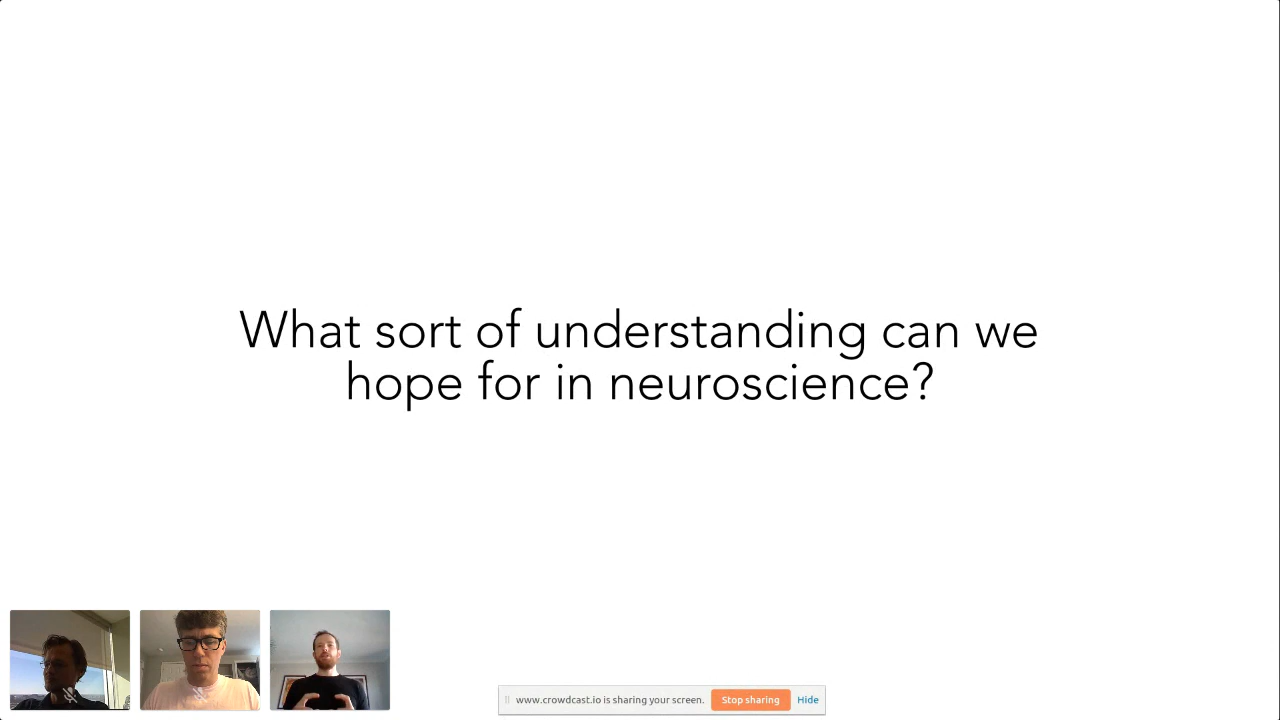 What sort of understanding can we
hope for in neuroscience?
www.crowdcast.io is sharing your screen. Stop sharing Hide